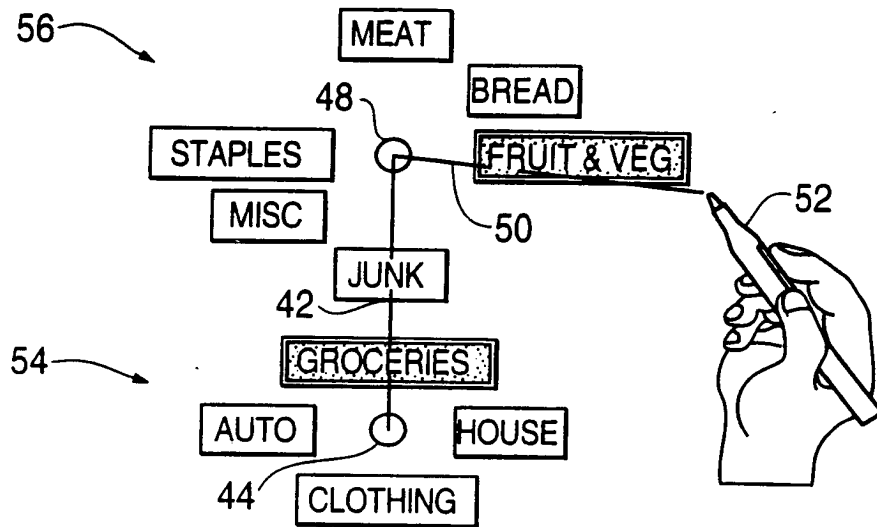 56
MEAT
BREAD
48
STAPLES
FRUIT & VEG
MISC
50
52
JUNK
42
GROCERIES
54
AUTO
HOUSE
44
CLOTHING